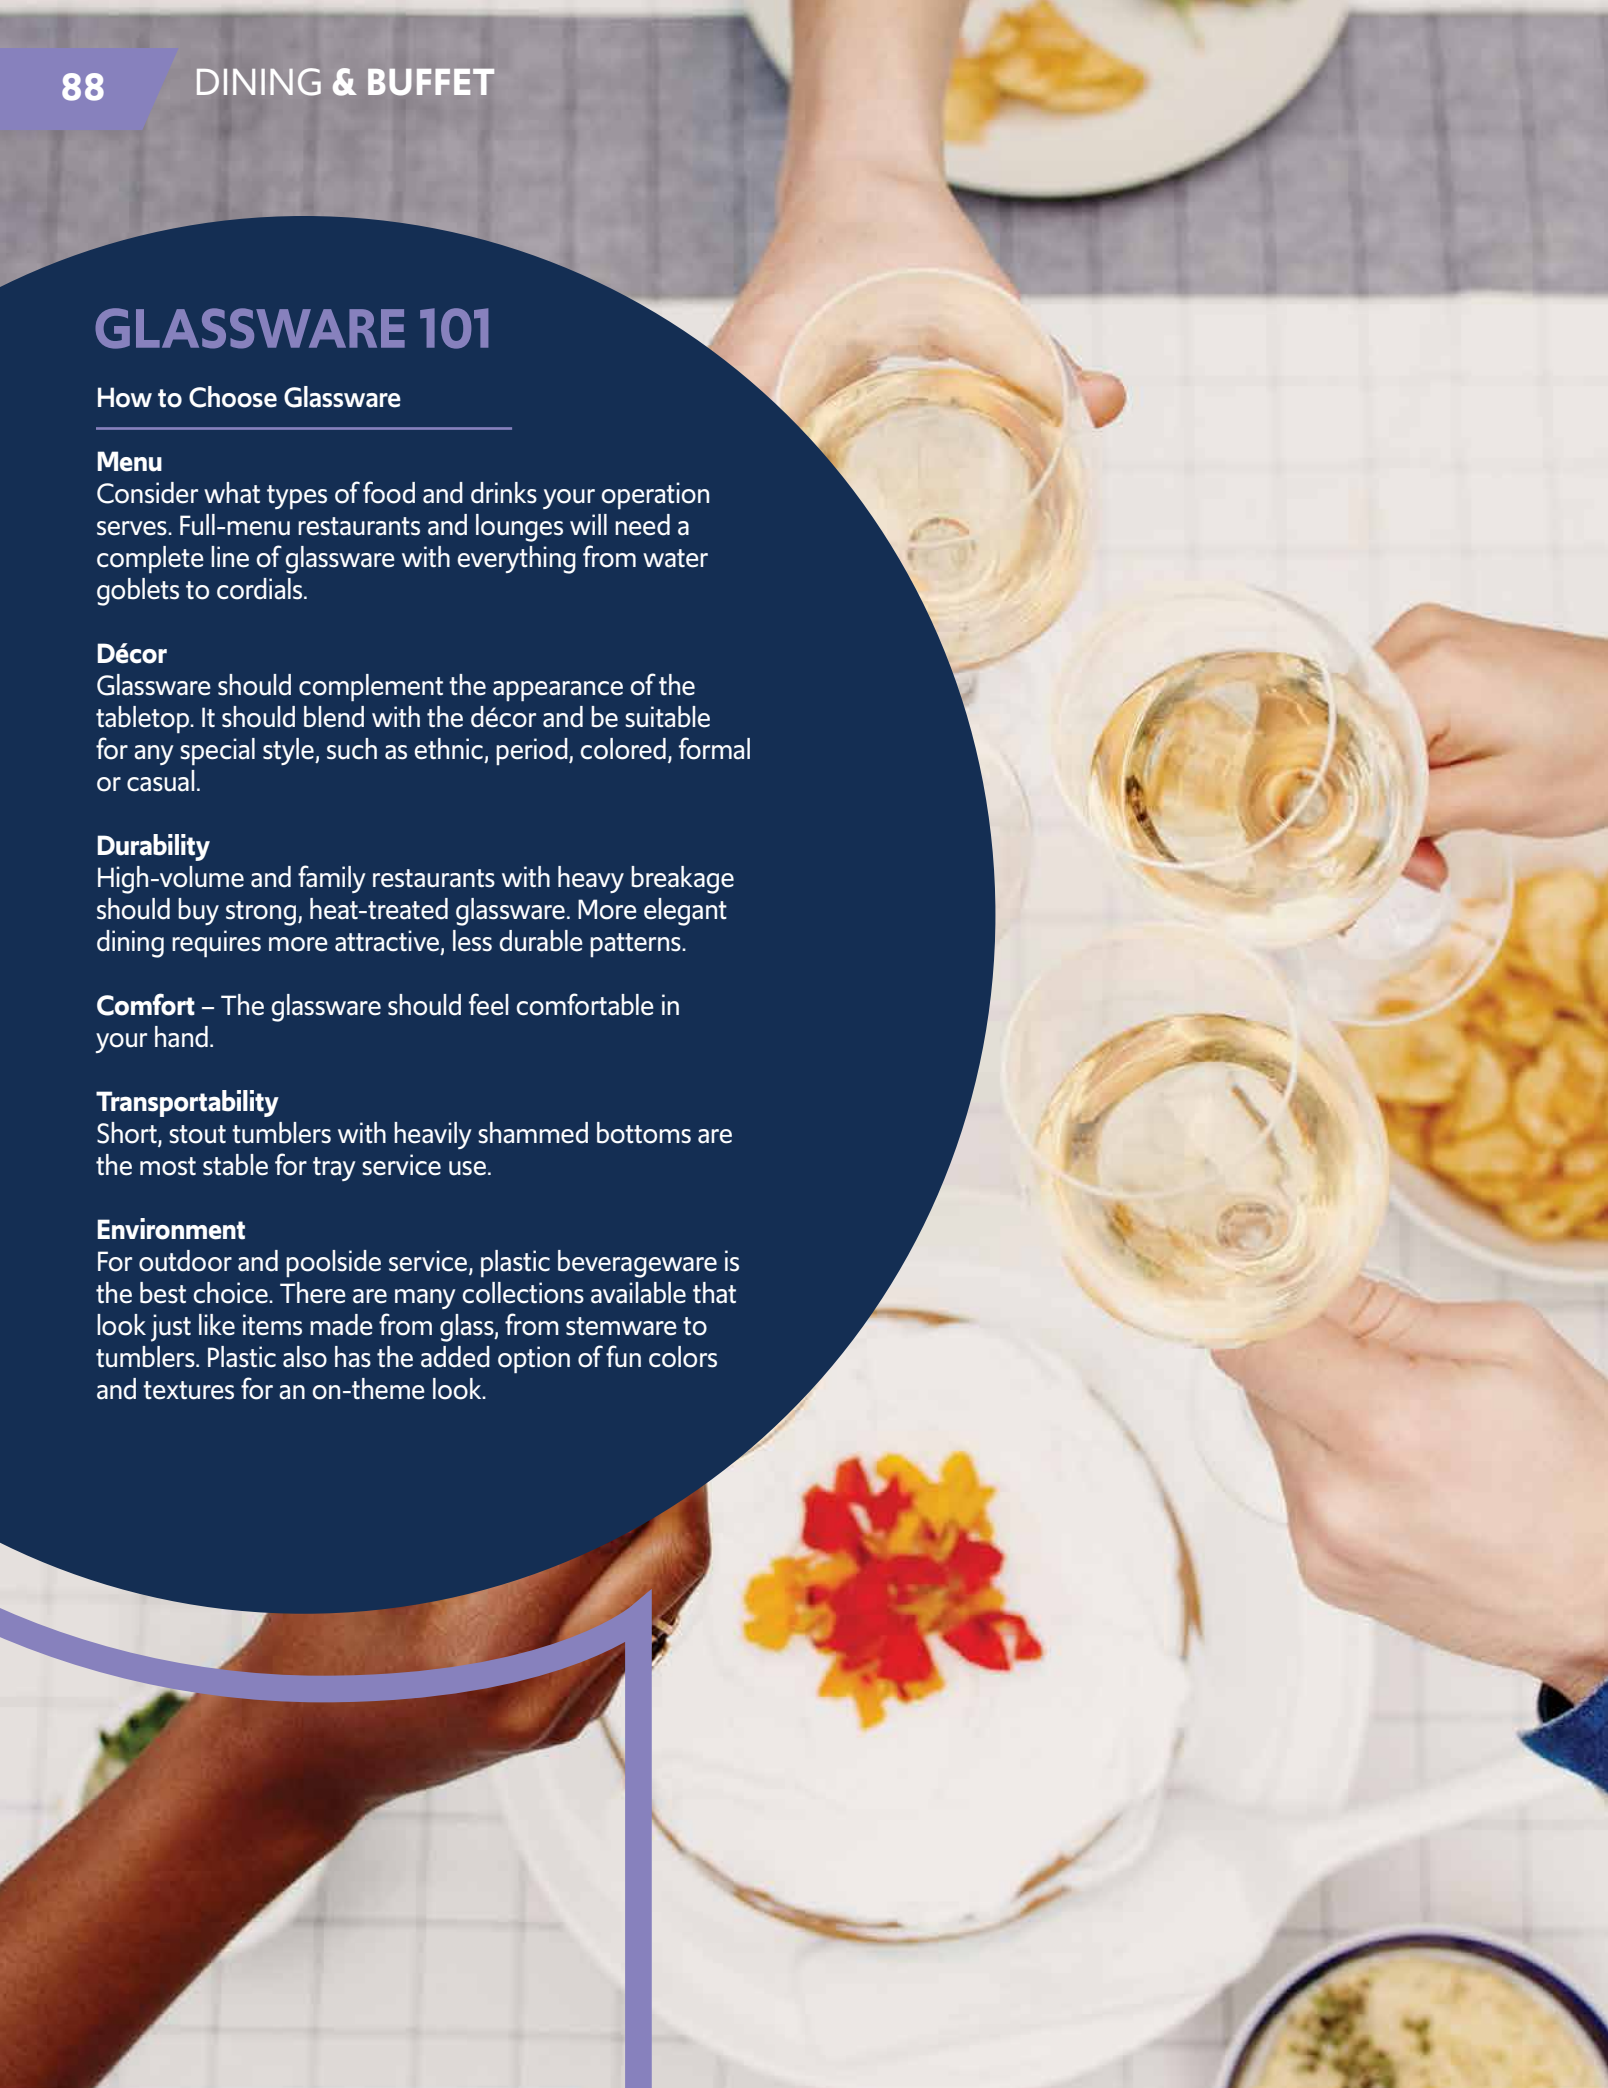 88
DINING & BUFFET
GLASSWARE 101
How to Choose Glassware
Menu
Consider what types of food and drinks your operation
serves. Full-menu restaurants and lounges will need a
complete line of glassware with everything from water
goblets to cordials.
Décor
Glassware should complement the appearance of the
tabletop. It should blend with the décor and be suitable
for any special style, such as ethnic, period, colored, formal
or casual.
Durability
High-volume and family restaurants with heavy breakage
should buy strong, heat-treated glassware. More elegant
dining requires more attractive, less durable patterns.
Comfort – The glassware should feel comfortable in
your hand.
Transportability
Short, stout tumblers with heavily shammed bottoms are
the most stable for tray service use.
Environment
For outdoor and poolside service, plastic beverageware is
the best choice. There are many collections available that
look just like items made from glass, from stemware to
tumblers. Plastic also has the added option of fun colors
and textures for an on-theme look.